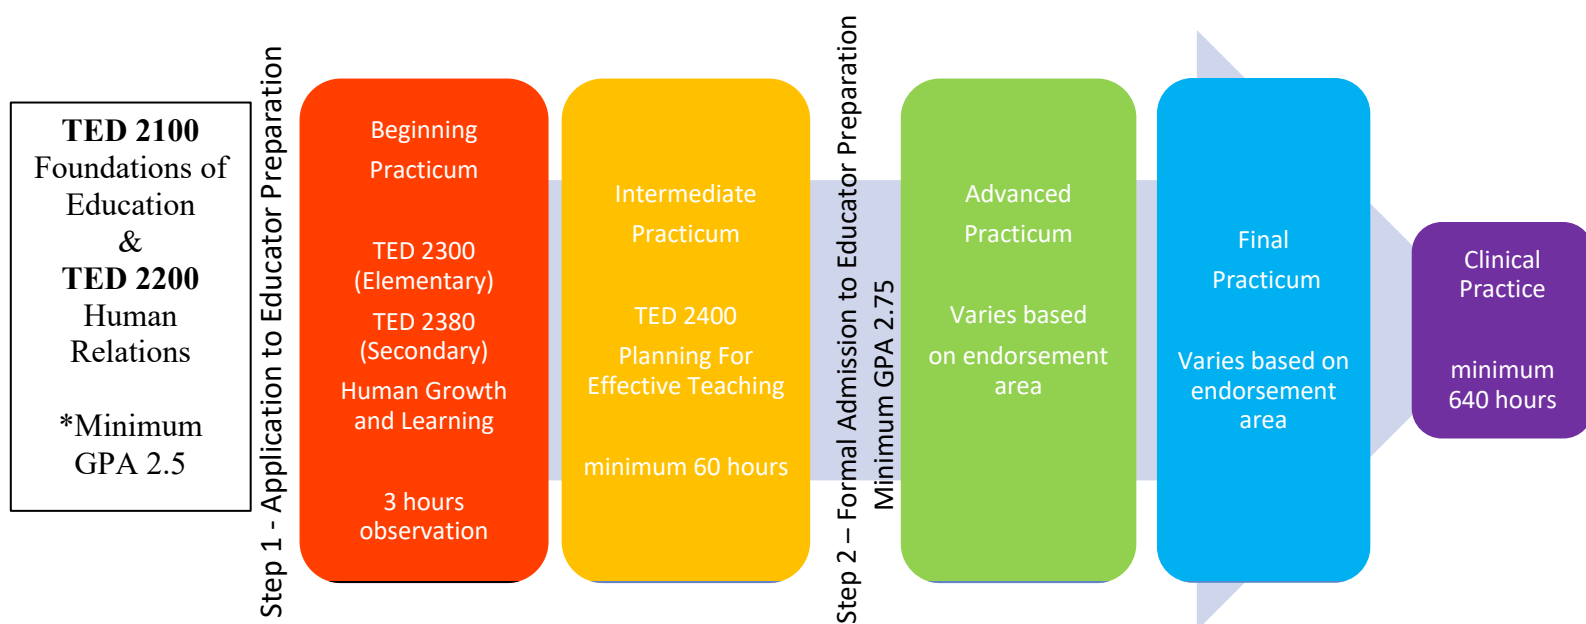 TED 2100
Foundations of
Education
&
TED 2200
Human
Relations
*Minimum
GPA 2.5
Step 1 - Application to Educator Preparation
Beginning
Practicum
TED 2300
(Elementary)
TED 2380
(Secondary)
Human Growth
and Learning
3 hours
observation
Intermediate
Practicum
TED 2400
Planning For
Effective Teaching
minimum 60 hours
Step 2 – Formal Admission to Educator Preparation
Minimum GPA 2.75
Advanced
Practicum
Varies based
on endorsement
area
Final
Practicum
Varies based on
endorsement
area
Clinical
Practice
minimum
640 hours